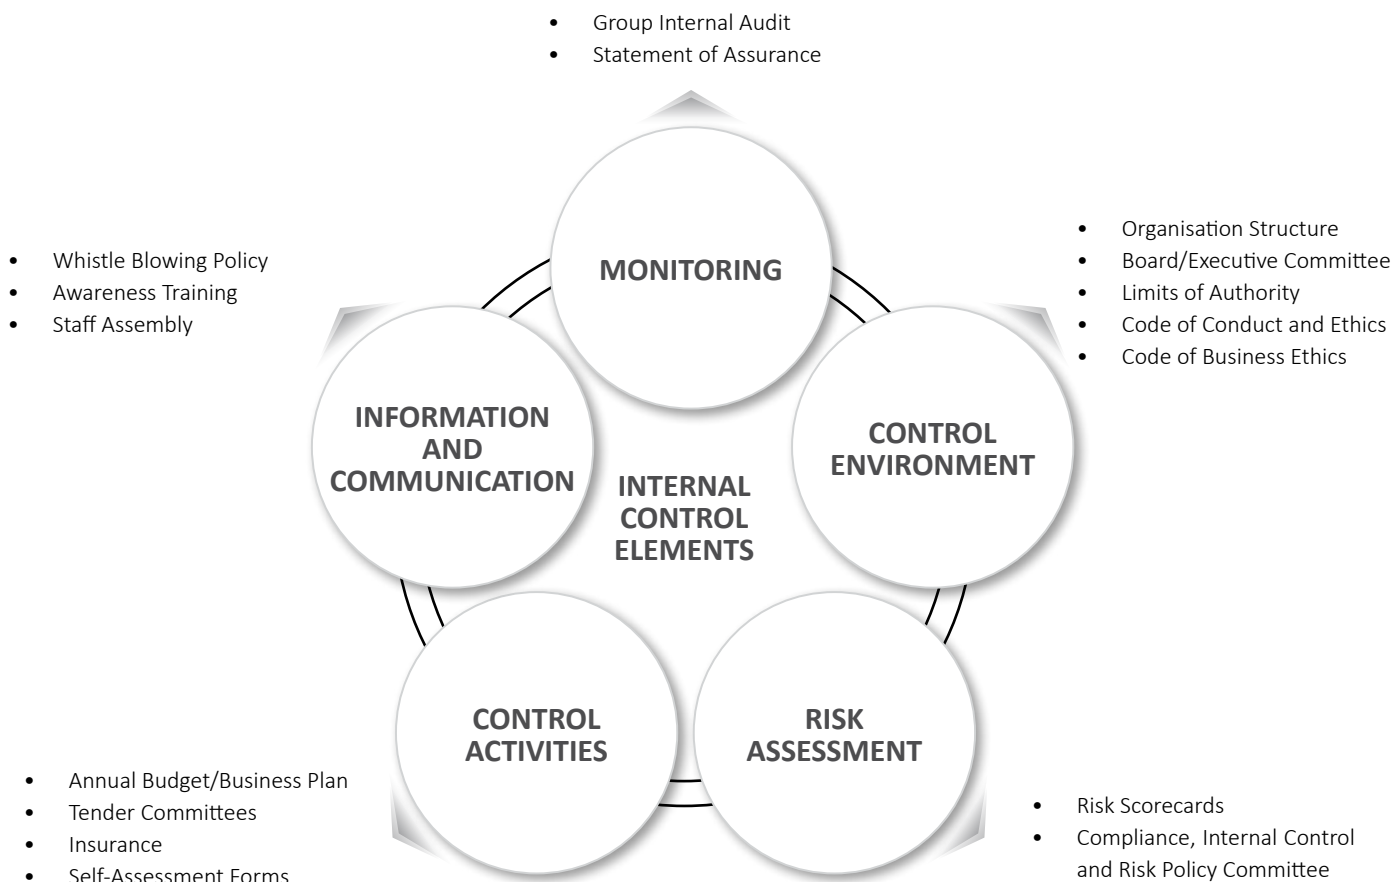 • Group Internal Audit
• Statement of Assurance
MONITORING
• Whistle Blowing Policy
• Awareness Training
• Staff Assembly
• Organisation Structure
• Board/Executive Committee
• Limits of Authority
• Code of Conduct and Ethics
• Code of Business Ethics
INFORMATION
AND
COMMUNICATION
CONTROL
ENVIRONMENT
INTERNAL
CONTROL
ELEMENTS
CONTROL
ACTIVITIES
RISK
ASSESSMENT
• Annual Budget/Business Plan
• Tender Committees
• Insurance
• Self-Assessment Forms
• Risk Scorecards
• Compliance, Internal Control
and Risk Policy Committee